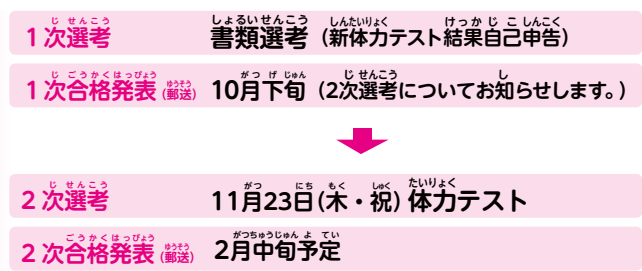 1次選考 書類選考（新体力テスト結果自己申告）
1次合格発表（郵送） 10月下旬（2次選考についてお知らせします。）
2次選考 11月23日（木・祝）体力テスト
2次合格発表（郵送） 2月中旬予定